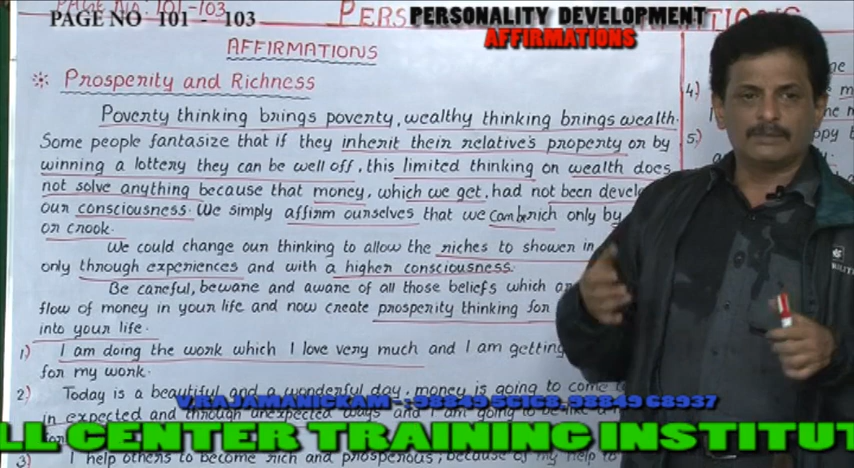 PAGE NO: 101-103
PAGE NO 101 - 103
PERSONALITY DEVELOPMENT
AFFIRMATIONS
AFFIRMATIONS
Prosperity and Richness
Poverty thinking brings poverty, wealthy thinking brings wealth.
Some people fantasize that if they inherit their relative's property or by
winning a lottery they can be well off, this limited thinking on wealth does
not solve anything because that money, which we get, had not been
our consciousness. We simply affirm ourselves that we can be rich only by
or crook.
We could change our thinking to allow the riches to shower in
only through experiences and with a higher consciousness.
Be careful, beware and aware of all those beliefs which
flow of money in your life and now create prosperity thinking for
into your life.
1) I am doing the work which I love very much and I am getting
for my work.
2) Today is a beautiful and a wonderful day, money is going to come
in expected and through unexpected ways and I am going to be
V.RAJAMANICKAM
LL CENTER TRAINING INSTITUT
3) I help others to become rich and prosperous; because of my help to
4)
5)